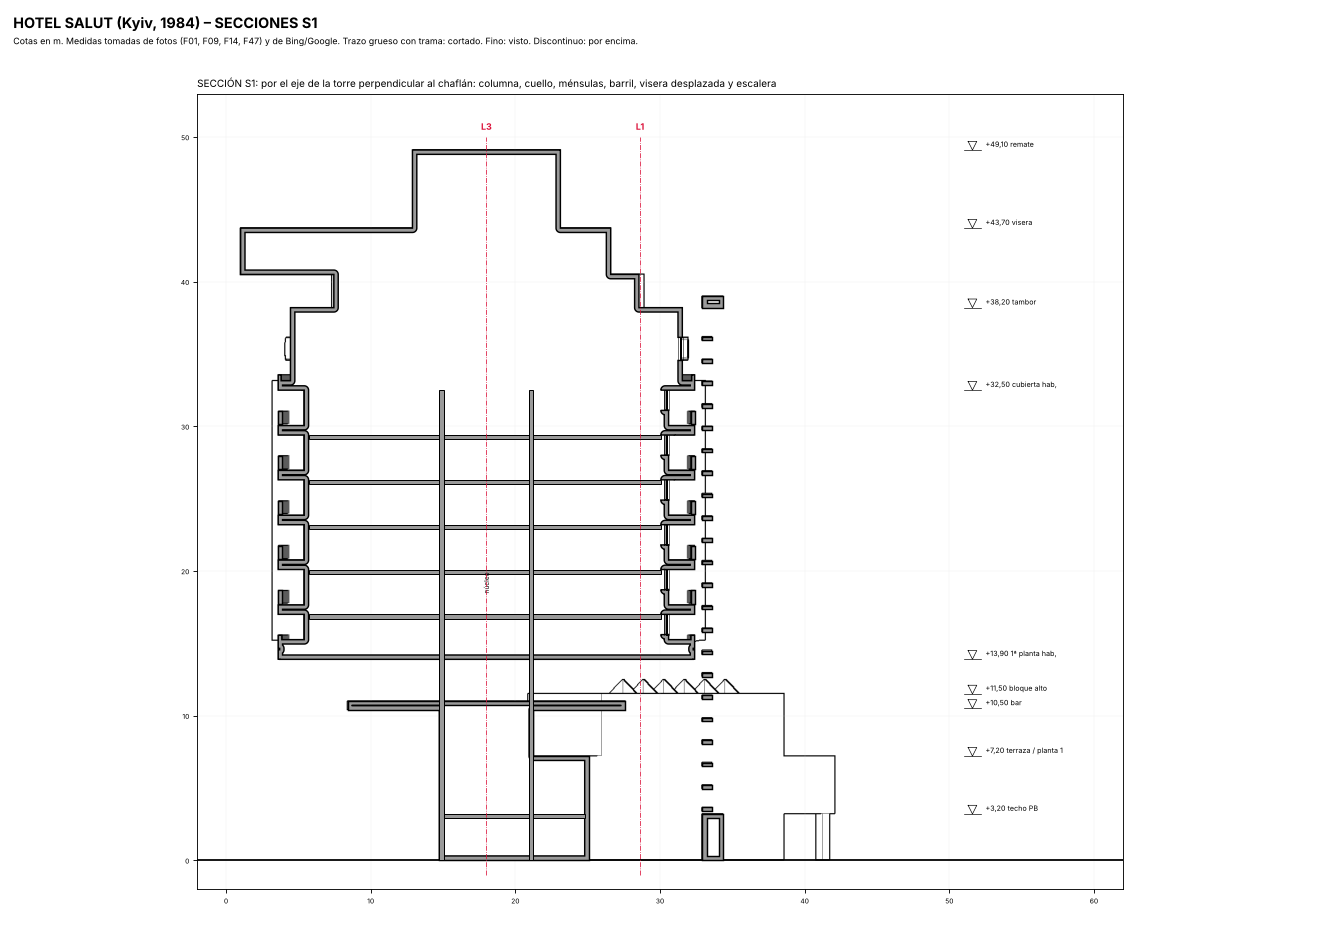 HOTEL SALUT (Kyiv, 1984) – SECCIONES S1
Cotas en m. Medidas tomadas de fotos (F01, F09, F14, F47) y de Bing/Google. Trazo grueso con trama: cortado. Fino: visto. Discontinuo: por encima.
SECCIÓN S1: por el eje de la torre perpendicular al chaflán: columna, cuello, ménsulas, barril, visera desplazada y escalera
L3
L1
50
+49,10 remate
+43,70 visera
40
+38,20 tambor
+32,50 cubierta hab,
30
20
núcleo
+13,90 1ª planta hab,
+11,50 bloque alto
+10,50 bar
10
+7,20 terraza / planta 1
+3,20 techo PB
0
0
10
20
30
40
50
60